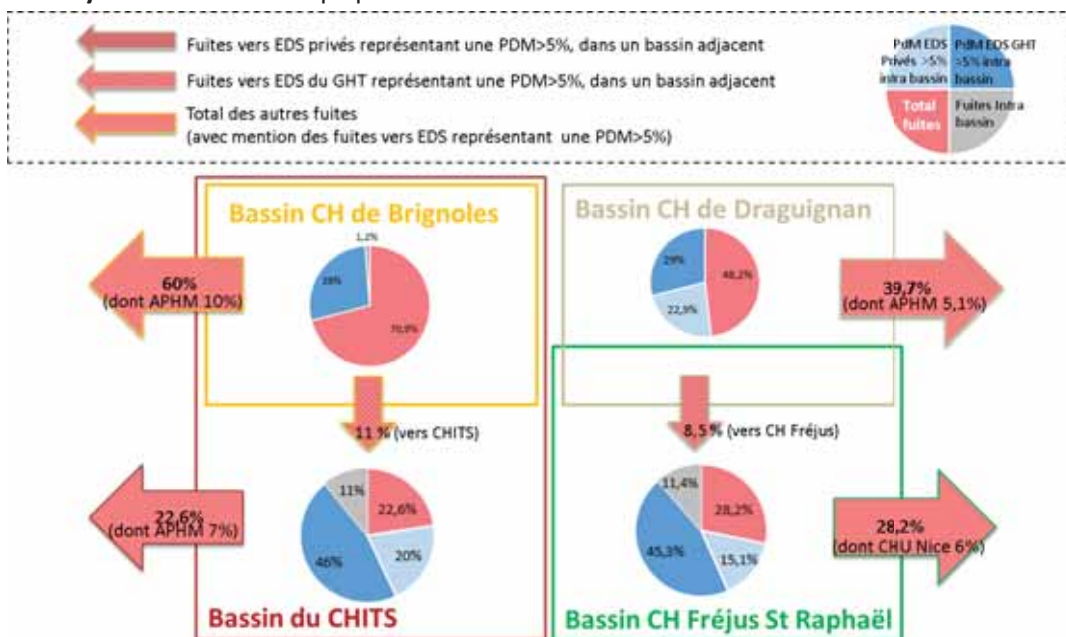 Fuites vers EDS privés représentant une PDM>5%, dans un bassin adjacent
Fuites vers EDS du GHT représentant une PDM>5%, dans un bassin adjacent
Total des autres fuites
(avec mention des fuites vers EDS représentant une PDM>5%)
PdM EDS
Privés >5%
intra bassin
PdM EDS GHT
>5% intra
bassin
Total
fuites
Fuites Intra
bassin
Bassin CH de Brignoles
1,2%
28%
70,8%
60%
(dont APHM 10%)
Bassin CH de Draguignan
29%
48,2%
22,9%
39,7%
(dont APHM 5,1%)
11 % (vers CHITS)
8,5% (vers CH Fréjus)
11%
22,6%
46%
20%
22,6%
(dont APHM 7%)
11,4%
28,2%
45,3%
15,1%
28,2%
(dont CHU Nice 6%)
Bassin du CHITS
Bassin CH Fréjus St Raphaël